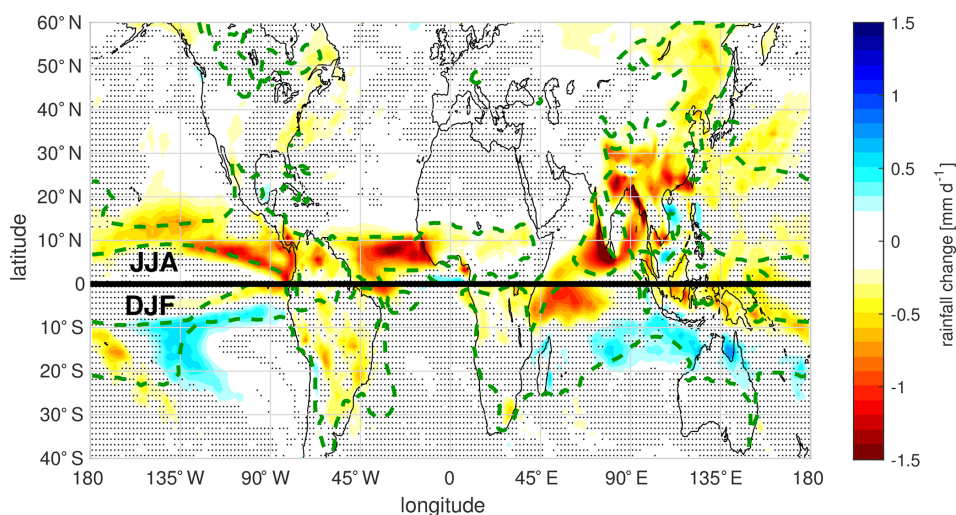 60° N
50° N
40° N
30° N
20° N
10° N
0
10° S
20° S
30° S
40° S
latitude
JJA
DJF
180 135° W 90° W 45° W 0 45° E 90° E 135° E 180
longitude
1.5
1
0.5
0
-0.5
-1
-1.5
rainfall change [mm d⁻¹]